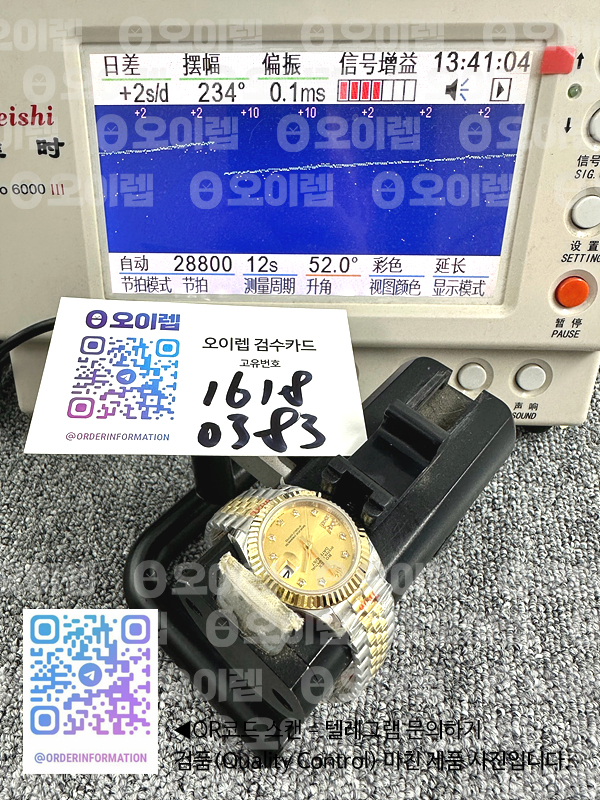 日差 摆幅 偏振 信号增益 13:41:04
+2s/d 234° 0.1ms
+2 +2 +10 +10 +2 +2 +2
自动 28800 12s 52.0° 彩色 延长
节拍模式 节拍 测量周期 升角 视图颜色 显示模式
eishi
时
o 6000 III
信号
SIG.
设置
SETTING
暂停
PAUSE
声响
SOUND
오이렙
오이렙 검수카드
고유번호
1618
0383
@ORDERINFORMATION
@ORDERINFORMATION
◀QR코드 스캔 - 텔레그램 문의하기
검품(Quality Control) 마친 제품 사진입니다.
오이렙